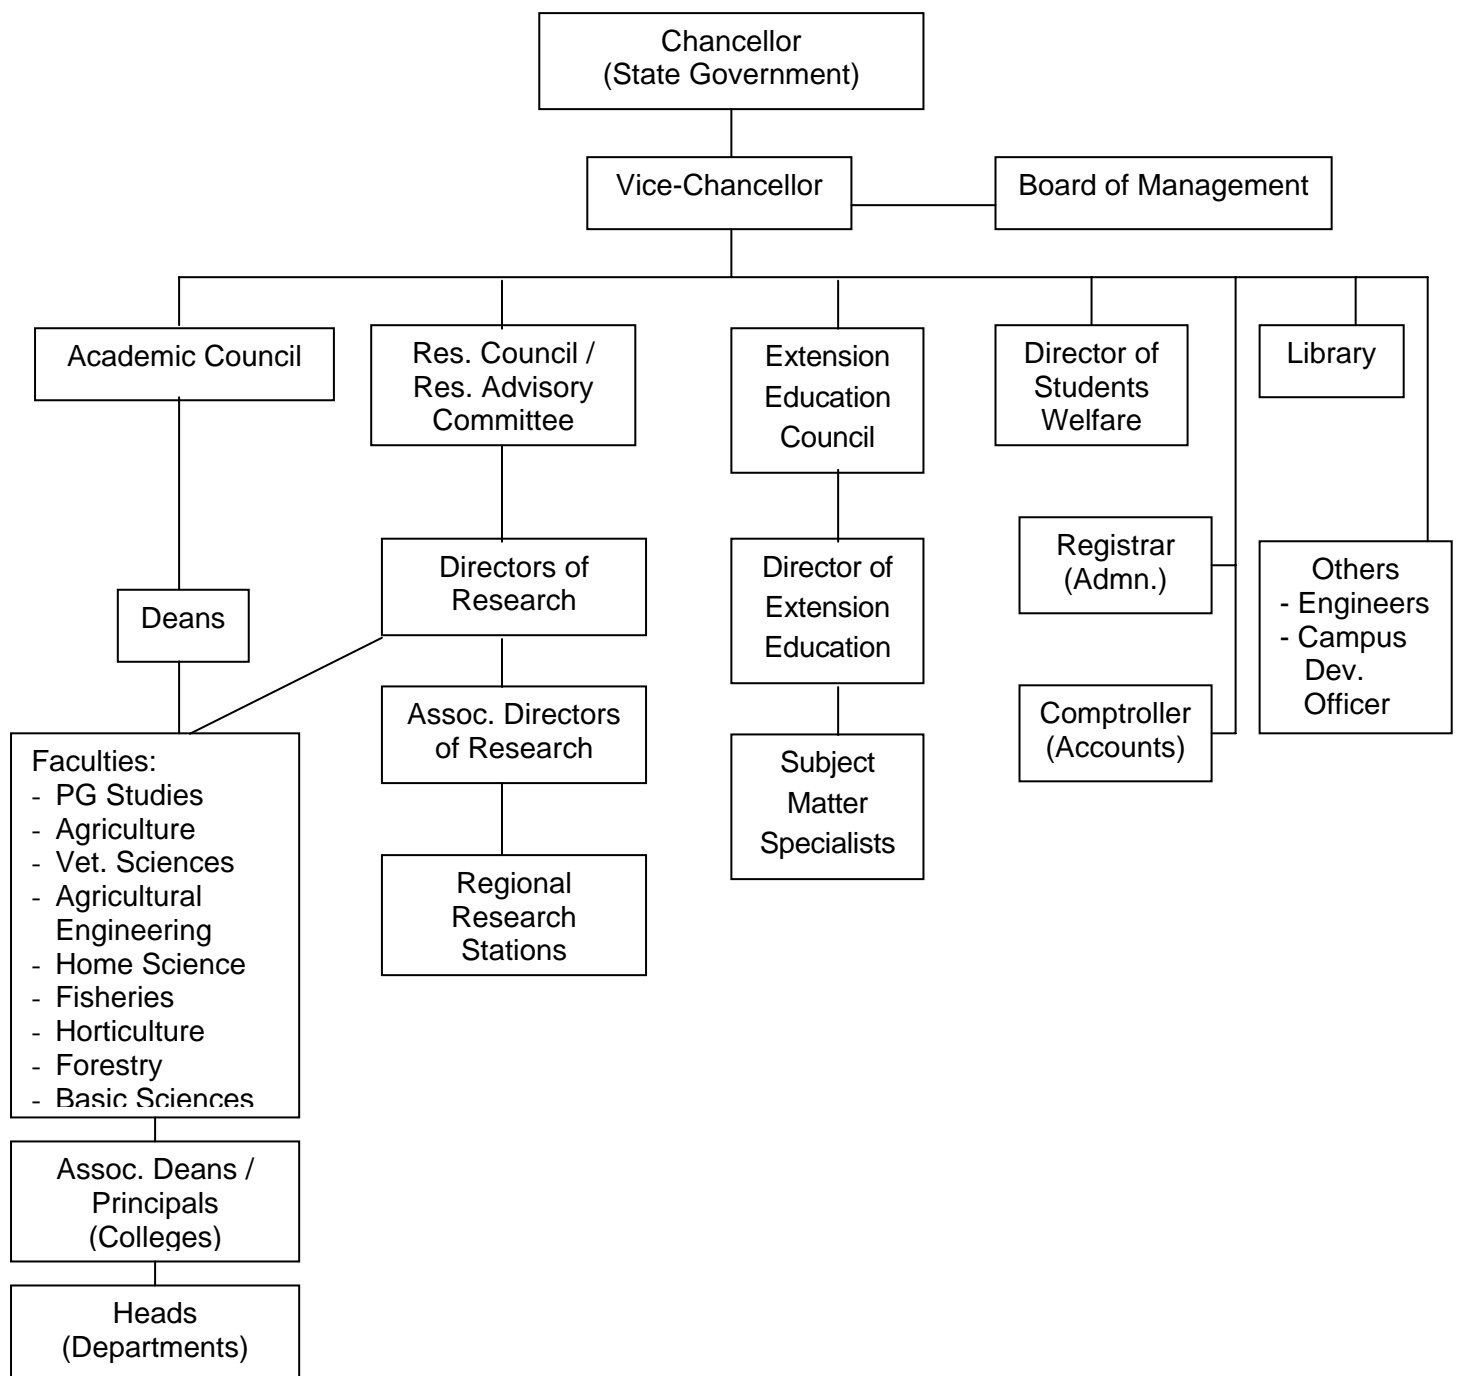 Chancellor
(State Government)
Vice-Chancellor
Board of Management
Academic Council
Res. Council /
Res. Advisory
Committee
Extension
Education
Council
Director of
Students
Welfare
Library
Directors of
Research
Director of
Extension
Education
Registrar
(Admn.)
Others
- Engineers
- Campus
Dev.
Officer
Deans
Assoc. Directors
of Research
Comptroller
(Accounts)
Faculties:
- PG Studies
- Agriculture
- Vet. Sciences
- Agricultural
Engineering
- Home Science
- Fisheries
- Horticulture
- Forestry
- Basic Sciences
Subject
Matter
Specialists
Regional
Research
Stations
Assoc. Deans /
Principals
(Colleges)
Heads
(Departments)